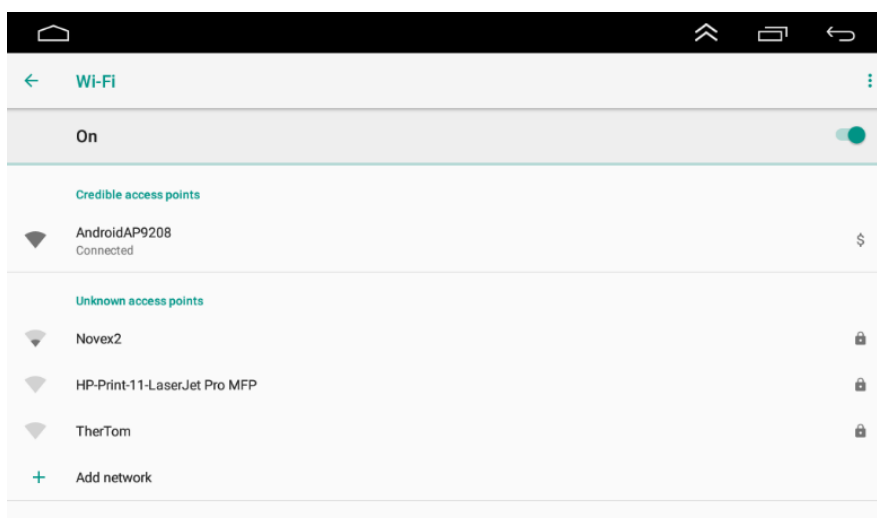 Wi-Fi
On
Credible access points
AndroidAP9208
Connected
$
Unknown access points
Novex2
HP-Print-11-LaserJet Pro MFP
TherTom
+ Add network